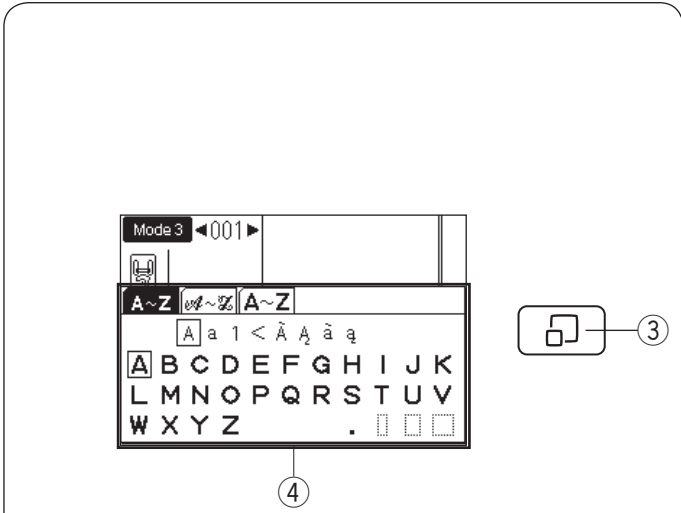 Mode 3 ◄001►
A~Z 𝒜~𝒵 A~Z
A a 1 < Ã Ą ã ą
A B C D E F G H I J K
L M N O P Q R S T U V
W X Y Z .
③
④